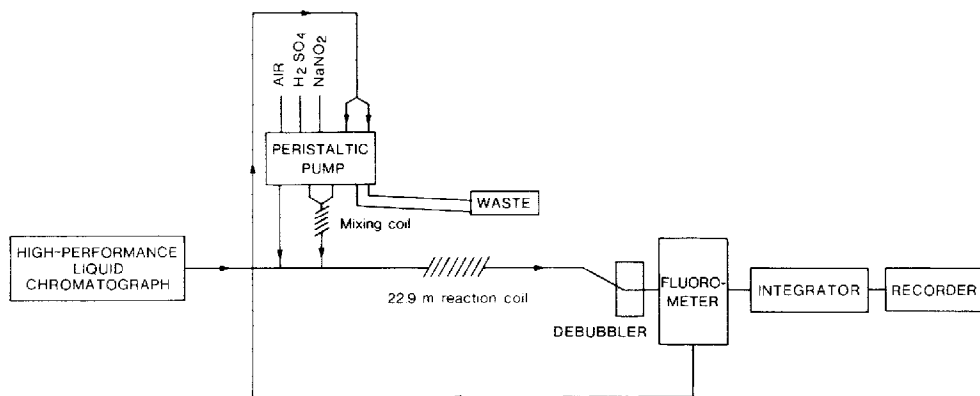 AIR
H2SO4
NaNO2
PERISTALTIC
PUMP
WASTE
Mixing coil
HIGH-PERFORMANCE
LIQUID
CHROMATOGRAPH
22.9 m reaction coil
DEBUBBLER
FLUORO-
METER
INTEGRATOR
RECORDER